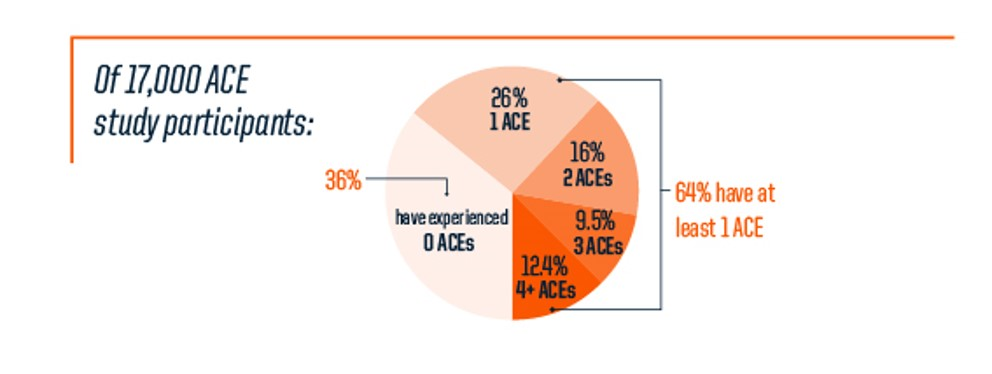 Of 17,000 ACE
study participants:
26%
1 ACE
16%
2 ACEs
36%
64% have at
least 1 ACE
have experienced
0 ACEs
9.5%
3 ACEs
12.4%
4+ ACEs